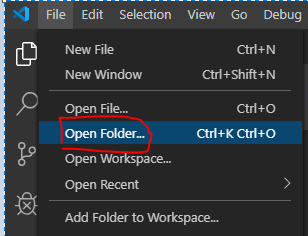 File Edit Selection View Go Debug
New File Ctrl+N
New Window Ctrl+Shift+N
Open File... Ctrl+O
Open Folder... Ctrl+K Ctrl+O
Open Workspace...
Open Recent
Add Folder to Workspace...